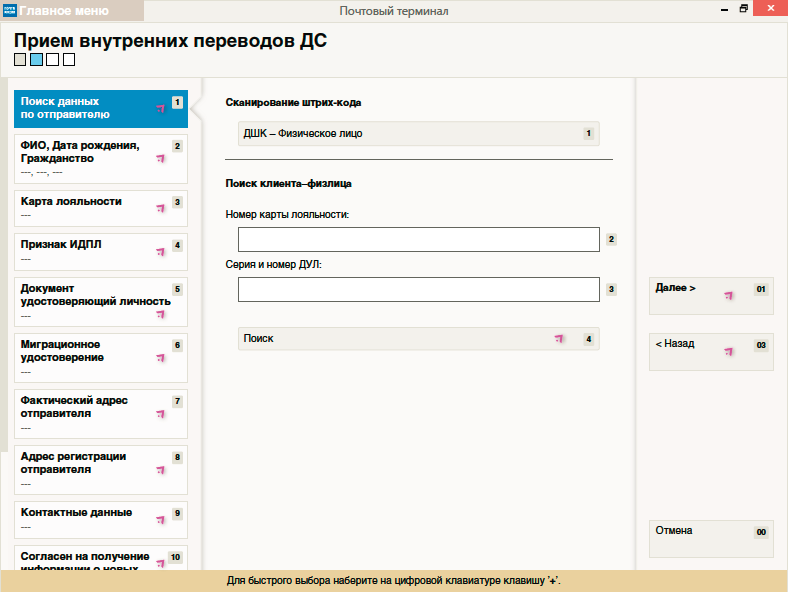 Главное меню
Почтовый терминал
Прием внутренних переводов ДС
Поиск данных
по отправителю
1
ФИО, Дата рождения,
Гражданство
---, ---, ---
2
Карта лояльности
---
3
Признак ИДПЛ
---
4
Документ
удостоверяющий личность
---
5
Миграционное
удостоверение
---
6
Фактический адрес
отправителя
---
7
Адрес регистрации
отправителя
---
8
Контактные данные
---
9
Согласен на получение
информации о новых
10
Сканирование штрих-кода
ДШК – Физическое лицо
1
Поиск клиента–физлица
Номер карты лояльности:
2
Серия и номер ДУЛ:
3
Поиск
4
Далее >
01
< Назад
03
Отмена
00
Для быстрого выбора наберите на цифровой клавиатуре клавишу '+'.